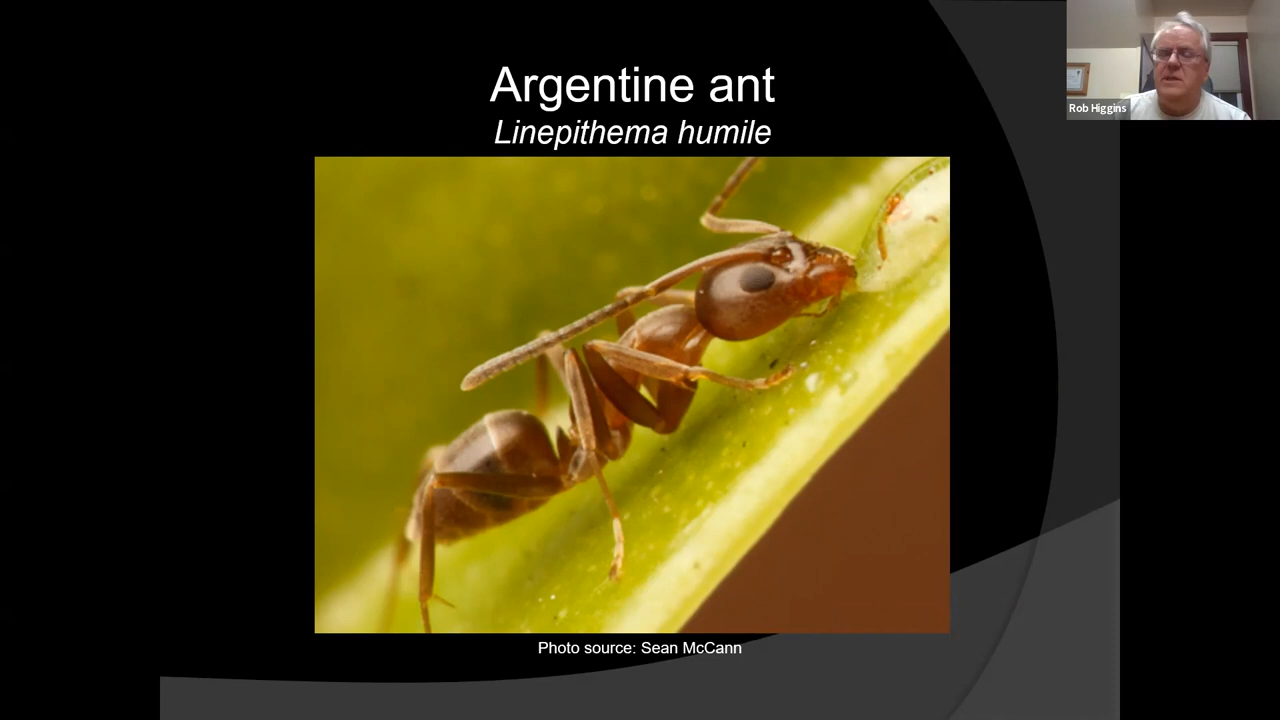 Argentine ant
Linepithema humile
Rob Higgins
Photo source: Sean McCann